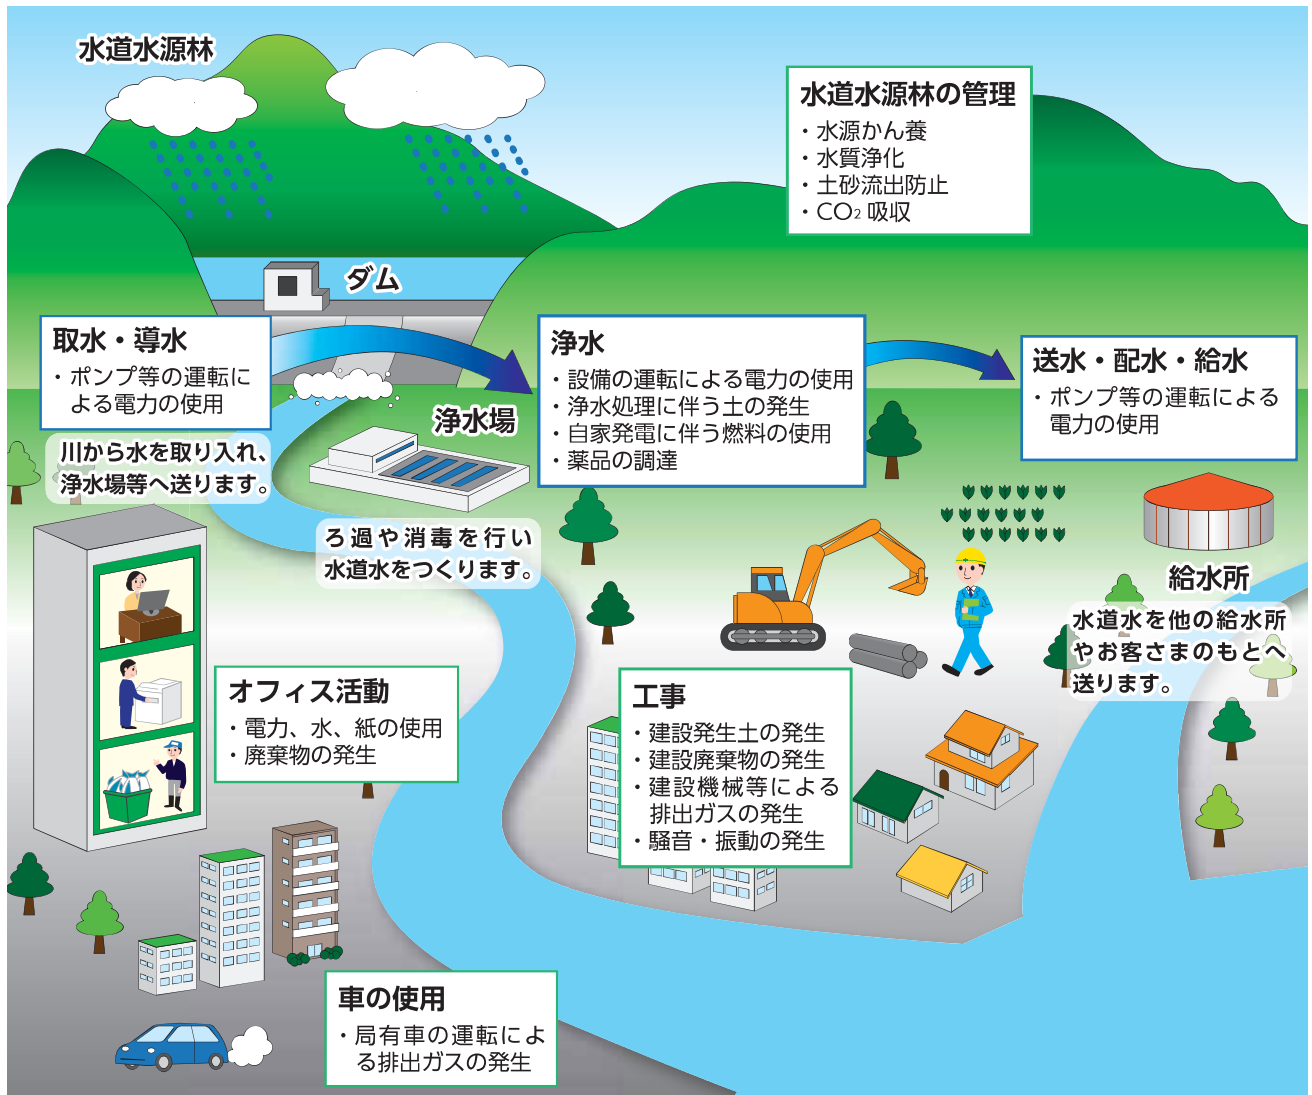 水道水源林
水道水源林の管理
・水源かん養
・水質浄化
・土砂流出防止
・CO₂ 吸収
ダム
取水・導水
・ポンプ等の運転に
よる電力の使用
川から水を取り入れ、
浄水場等へ送ります。
浄水
・設備の運転による電力の使用
・浄水処理に伴う土の発生
・自家発電に伴う燃料の使用
・薬品の調達
浄水場
ろ過や消毒を行い
水道水をつくります。
送水・配水・給水
・ポンプ等の運転による
電力の使用
給水所
水道水を他の給水所
やお客さまのもとへ
送ります。
オフィス活動
・電力、水、紙の使用
・廃棄物の発生
工事
・建設発生土の発生
・建設廃棄物の発生
・建設機械等による
排出ガスの発生
・騒音・振動の発生
車の使用
・局有車の運転によ
る排出ガスの発生